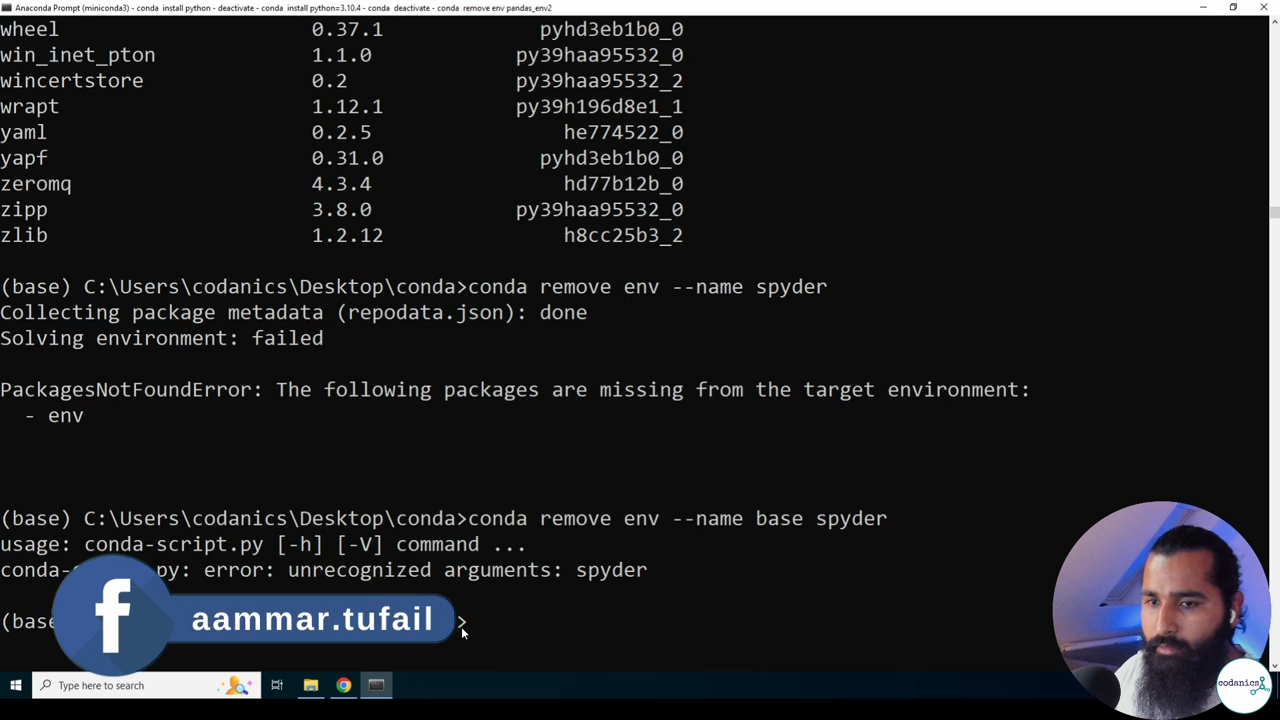 Anaconda Prompt (miniconda3) - conda install python - deactivate - conda install python=3.10.4 - conda deactivate - conda remove env pandas_env2
wheel 0.37.1 pyhd3eb1b0_0
win_inet_pton 1.1.0 py39haa95532_0
wincertstore 0.2 py39haa95532_2
wrapt 1.12.1 py39h196d8e1_1
yaml 0.2.5 he774522_0
yapf 0.31.0 pyhd3eb1b0_0
zeromq 4.3.4 hd77b12b_0
zipp 3.8.0 py39haa95532_0
zlib 1.2.12 h8cc25b3_2
(base) C:\Users\codanics\Desktop\conda>conda remove env --name spyder
Collecting package metadata (repodata.json): done
Solving environment: failed
PackagesNotFoundError: The following packages are missing from the target environment:
- env
(base) C:\Users\codanics\Desktop\conda>conda remove env --name base spyder
usage: conda-script.py [-h] [-V] command ...
conda- py: error: unrecognized arguments: spyder
(base >
f aammar.tufail
Type here to search
codanics